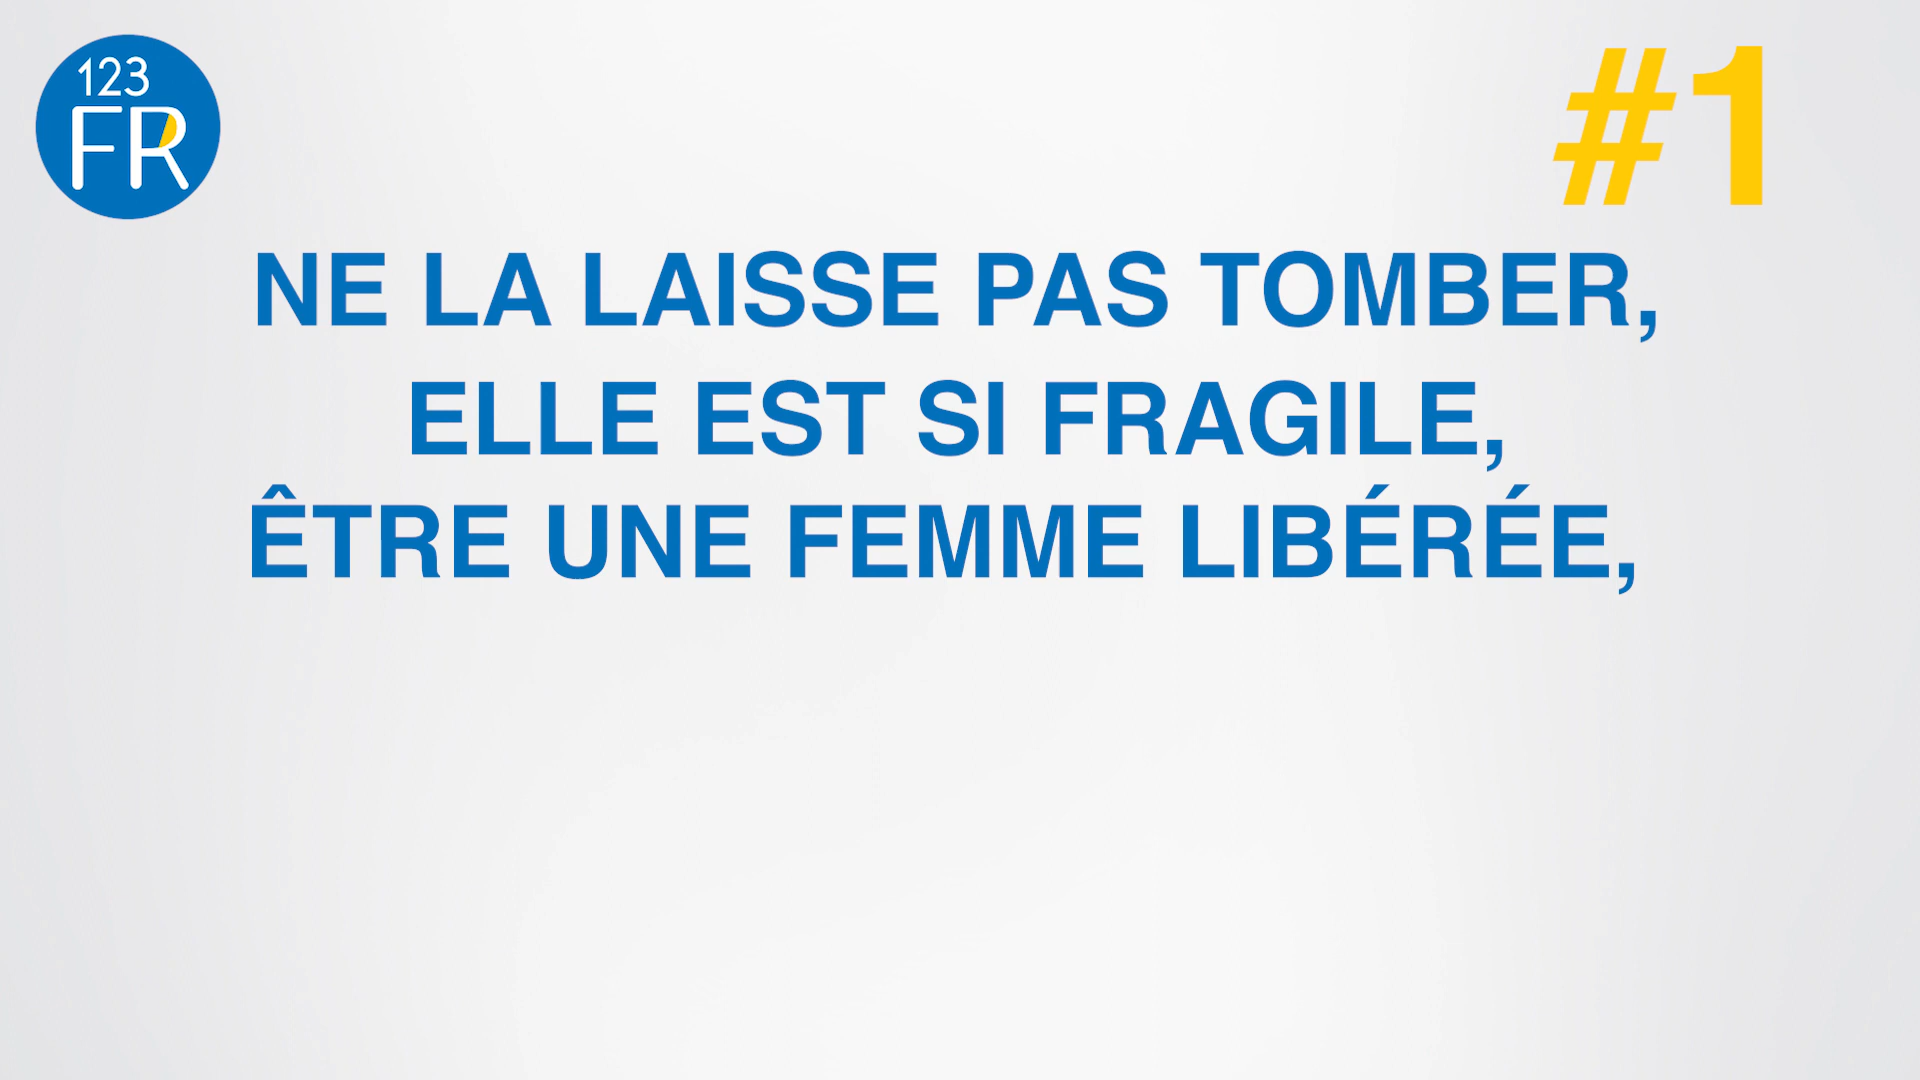 123
FR
#1
NE LA LAISSE PAS TOMBER,
ELLE EST SI FRAGILE,
ÊTRE UNE FEMME LIBÉRÉE,